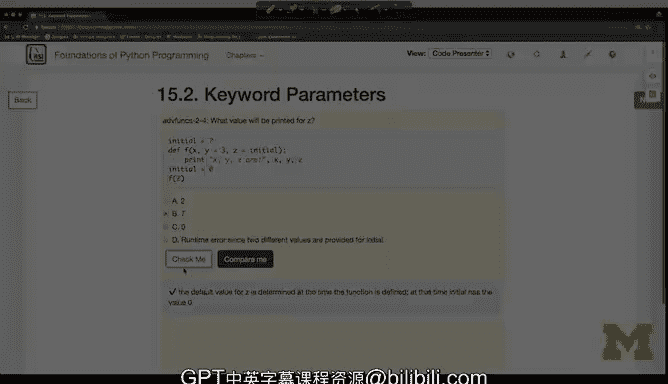 Foundations of Python Programming
Chapters
View: Code Presenter
Back
15.2. Keyword Parameters
advfuncs-2-4: What value will be printed for z?
initial = 7
def f(x, y = 3, z = initial):
print "x, y, z are:", x, y, z
initial = 0
f(2)
A. 2
B. 7
C. 0
D. Runtime error since two different values are provided for initial
Check Me
Compare me
✓ the default value for z is determined at the time the function is defined; at that time initial has the
value 0.
M
GPT中英字幕课程资源@bilibili.com